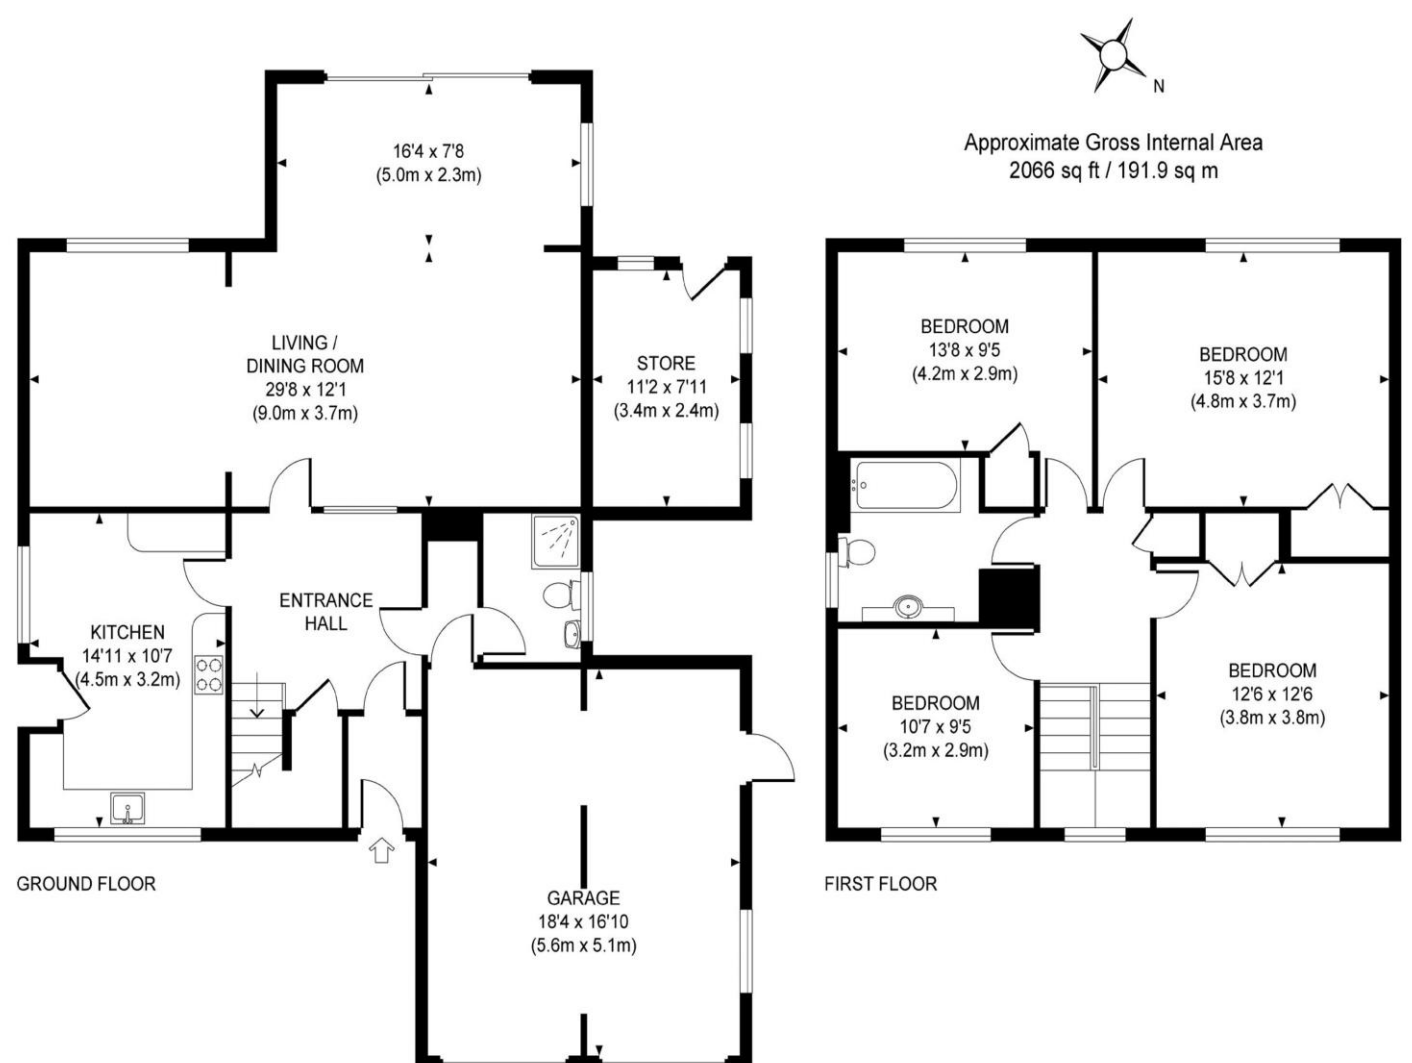 N
Approximate Gross Internal Area
2066 sq ft / 191.9 sq m
16'4 x 7'8
(5.0m x 2.3m)
LIVING /
DINING ROOM
29'8 x 12'1
(9.0m x 3.7m)
STORE
11'2 x 7'11
(3.4m x 2.4m)
KITCHEN
14'11 x 10'7
(4.5m x 3.2m)
ENTRANCE
HALL
GARAGE
18'4 x 16'10
(5.6m x 5.1m)
GROUND FLOOR
BEDROOM
13'8 x 9'5
(4.2m x 2.9m)
BEDROOM
15'8 x 12'1
(4.8m x 3.7m)
BEDROOM
10'7 x 9'5
(3.2m x 2.9m)
BEDROOM
12'6 x 12'6
(3.8m x 3.8m)
FIRST FLOOR